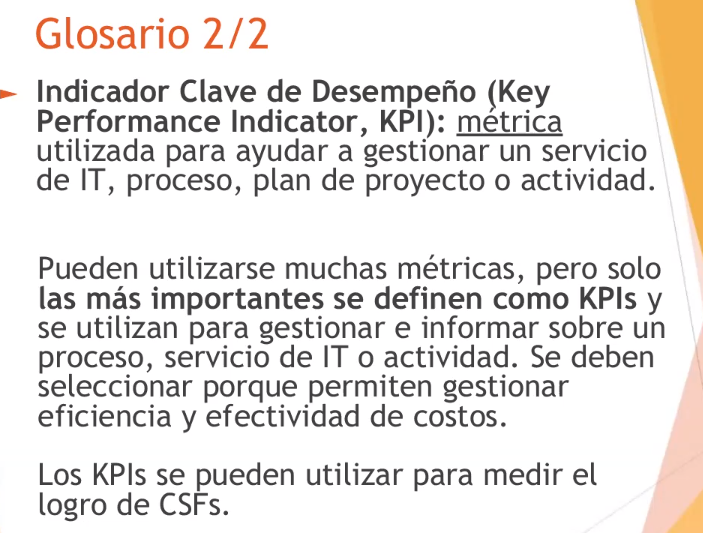 Glosario 2/2
Indicador Clave de Desempeño (Key
Performance Indicator, KPI): métrica
utilizada para ayudar a gestionar un servicio
de IT, proceso, plan de proyecto o actividad.
Pueden utilizarse muchas métricas, pero solo
las más importantes se definen como KPIs y
se utilizan para gestionar e informar sobre un
proceso, servicio de IT o actividad. Se deben
seleccionar porque permiten gestionar
eficiencia y efectividad de costos.
Los KPIs se pueden utilizar para medir el
logro de CSFs.